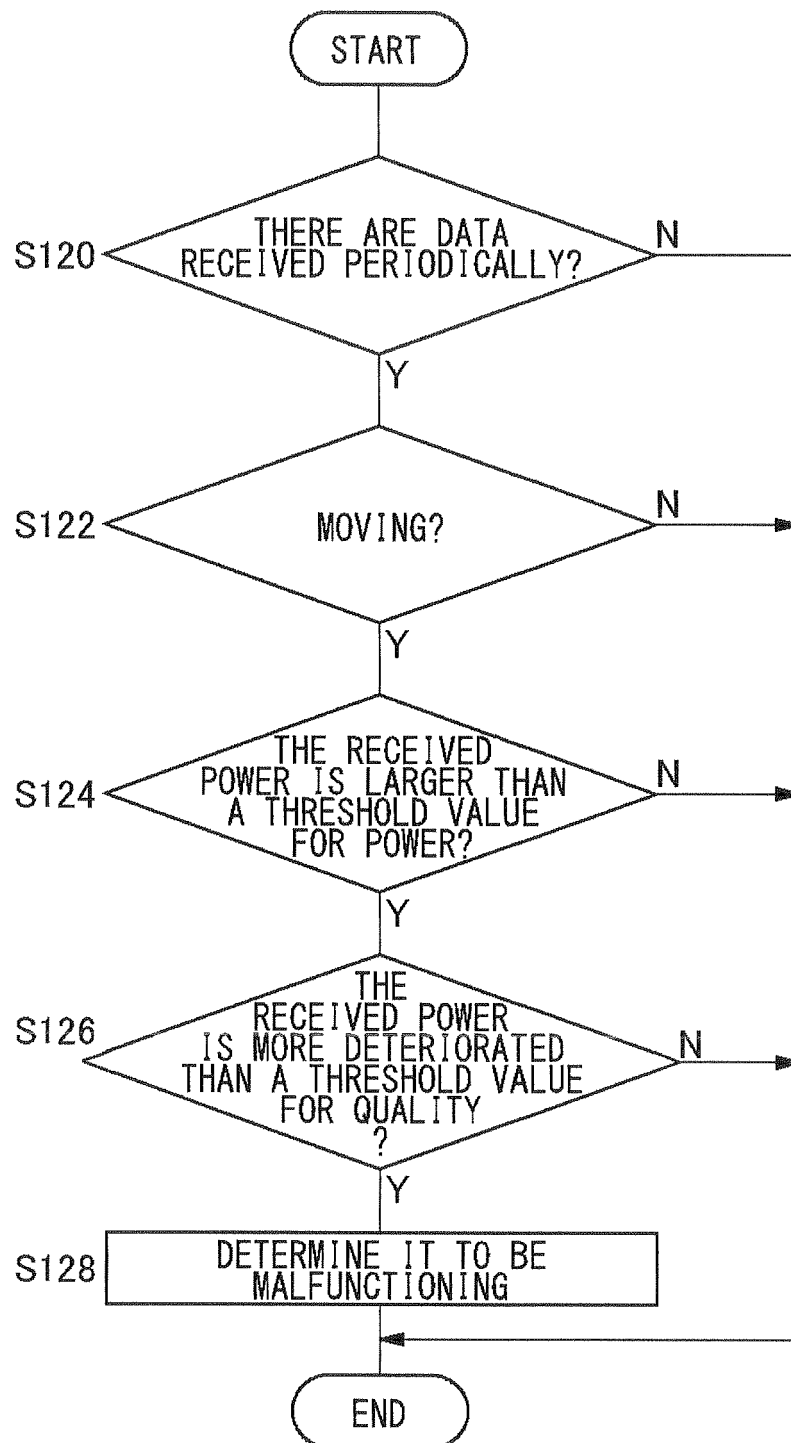 START
S120
THERE ARE DATA
RECEIVED PERIODICALLY?
N
Y
S122
MOVING?
N
Y
S124
THE RECEIVED
POWER IS LARGER THAN
A THRESHOLD VALUE
FOR POWER?
N
Y
S126
THE
RECEIVED POWER
IS MORE DETERIORATED
THAN A THRESHOLD VALUE
FOR QUALITY
?
N
Y
S128
DETERMINE IT TO BE
MALFUNCTIONING
END